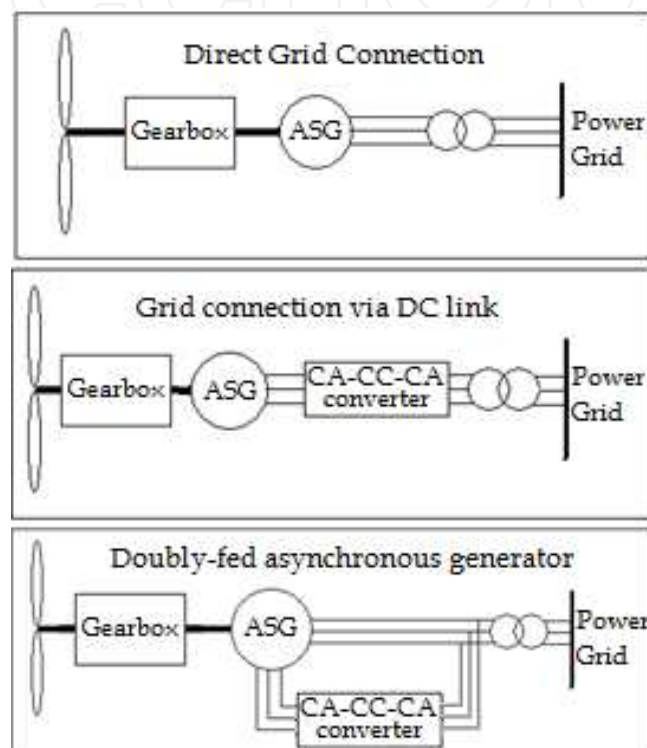 Direct Grid Connection
Gearbox
ASG
Power
Grid
Grid connection via DC link
Gearbox
ASG
CA-CC-CA
converter
Power
Grid
Doubly-fed asynchronous generator
Gearbox
ASG
Power
Grid
CA-CC-CA
converter